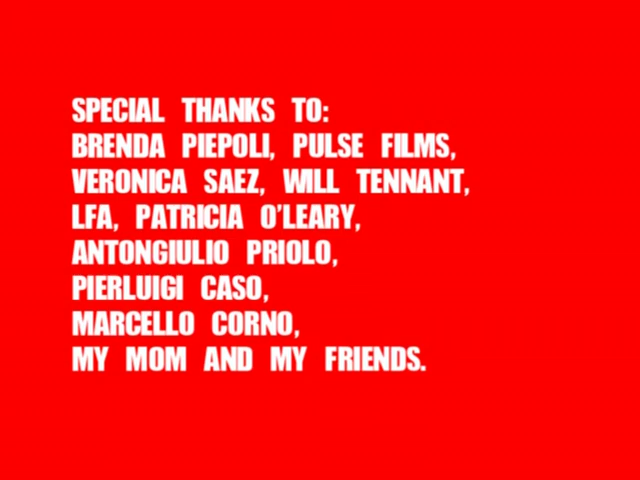 SPECIAL THANKS TO:
BRENDA PIEPOLI, PULSE FILMS,
VERONICA SAEZ, WILL TENNANT,
LFA, PATRICIA O'LEARY,
ANTONGIULIO PRIOLO,
PIERLUIGI CASO,
MARCELLO CORNO,
MY MOM AND MY FRIENDS.